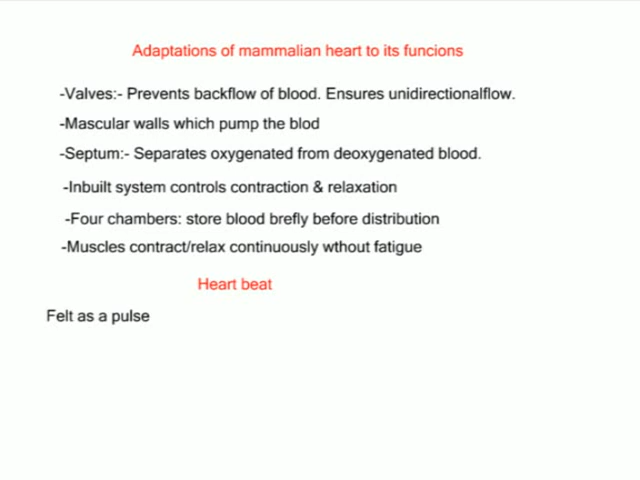 Adaptations of mammalian heart to its funcions
-Valves:- Prevents backflow of blood. Ensures unidirectionalflow.
-Mascular walls which pump the blod
-Septum:- Separates oxygenated from deoxygenated blood.
-Inbuilt system controls contraction & relaxation
-Four chambers: store blood brefly before distribution
-Muscles contract/relax continuously wthout fatigue
Heart beat
Felt as a pulse